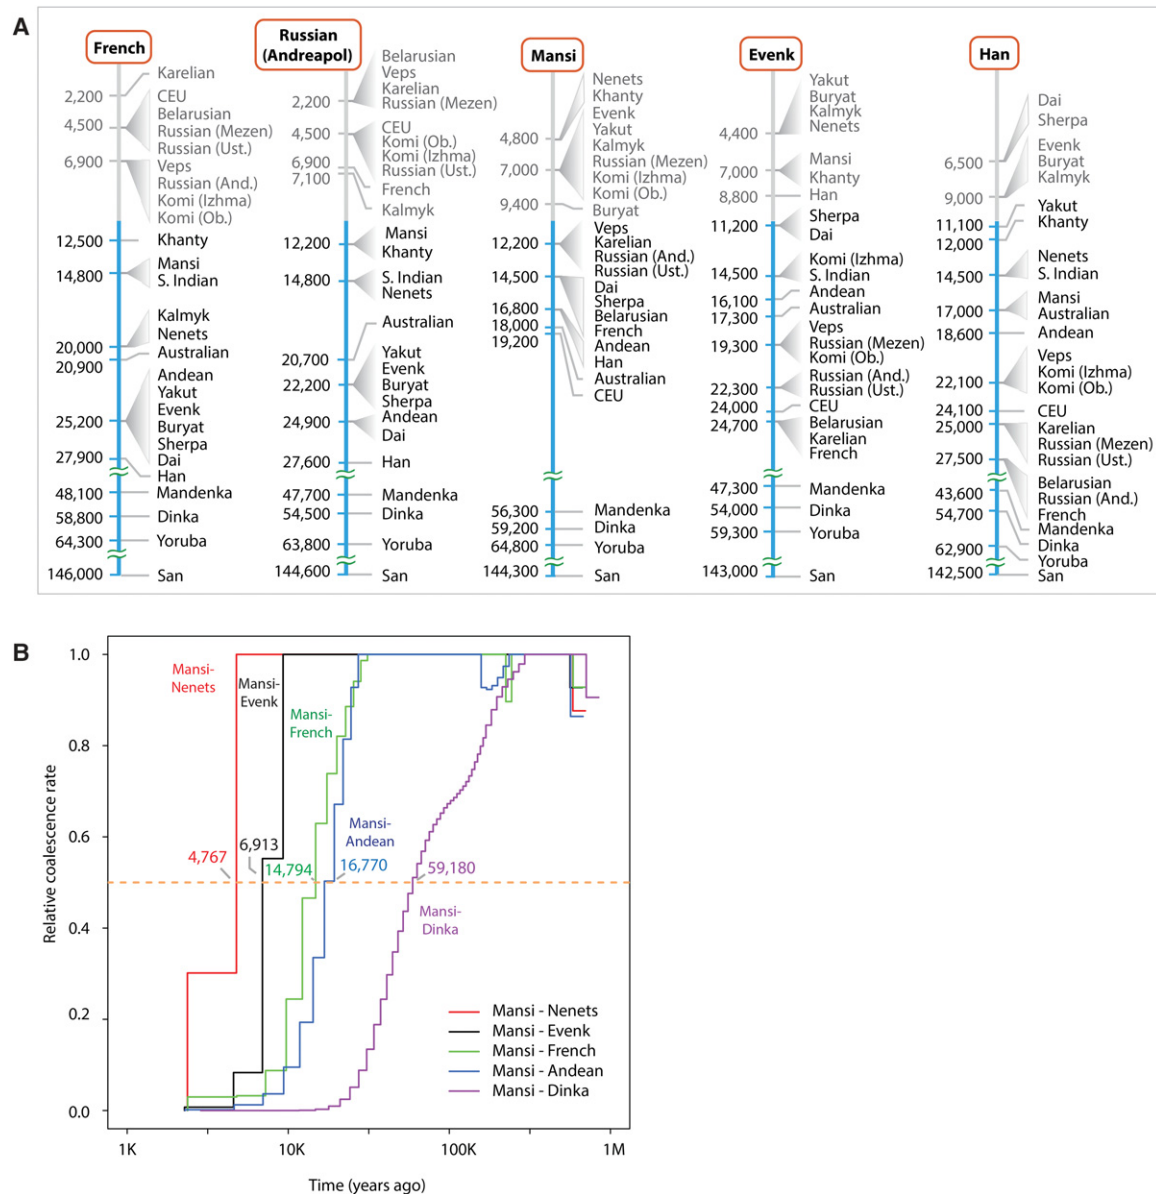 A
French
Karelian
2,200
CEU
Belarusian
4,500
Russian (Mezen)
Russian (Ust.)
6,900
Veps
Russian (And.)
Komi (Izhma)
Komi (Ob.)
12,500
Khanty
14,800
Mansi
S. Indian
Kalmyk
Nenets
20,000
Australian
20,900
Andean
Yakut
Evenk
25,200
Buryat
Sherpa
27,900
Dai
Han
48,100
Mandenka
58,800
Dinka
64,300
Yoruba
146,000
San
Russian
(Andreapol)
Belarusian
Veps
Karelian
2,200
Russian (Mezen)
4,500
CEU
Komi (Ob.)
Komi (Izhma)
6,900
Russian (Ust.)
7,100
French
Kalmyk
12,200
Mansi
Khanty
14,800
S. Indian
Nenets
Australian
20,700
Yakut
Evenk
22,200
Buryat
Sherpa
24,900
Andean
Dai
27,600
Han
47,700
Mandenka
54,500
Dinka
63,800
Yoruba
144,600
San
Mansi
Nenets
Khanty
Evenk
4,800
Yakut
Kalmyk
7,000
Russian (Mezen)
Komi (Izhma)
Komi (Ob.)
9,400
Buryat
Veps
12,200
Karelian
Russian (And.)
Russian (Ust.)
14,500
Dai
Sherpa
16,800
Belarusian
18,000
French
19,200
Andean
Han
Australian
CEU
56,300
Mandenka
59,200
Dinka
64,800
Yoruba
144,300
San
Evenk
Yakut
Buryat
Kalmyk
4,400
Nenets
7,000
Mansi
Khanty
8,800
Han
11,200
Sherpa
Dai
14,500
Komi (Izhma)
S. Indian
16,100
Andean
17,300
Australian
Veps
19,300
Russian (Mezen)
Komi (Ob.)
22,300
Russian (And.)
Russian (Ust.)
24,000
CEU
24,700
Belarusian
Karelian
French
47,300
Mandenka
54,000
Dinka
59,300
Yoruba
143,000
San
Han
Dai
Sherpa
6,500
Evenk
Buryat
Kalmyk
9,000
Yakut
11,100
Khanty
12,000
Nenets
14,500
S. Indian
17,000
Mansi
Australian
18,600
Andean
Veps
22,100
Komi (Izhma)
Komi (Ob.)
24,100
CEU
25,000
Karelian
Russian (Mezen)
27,500
Russian (Ust.)
Belarusian
43,600
Russian (And.)
54,700
French
Mandenka
62,900
Dinka
Yoruba
142,500
San
B
Relative coalescence rate
1.0
0.8
0.6
0.4
0.2
0.0
Mansi-
Nenets
Mansi-
Evenk
Mansi-
French
Mansi-
Andean
4,767
6,913
14,794
16,770
59,180
Mansi-
Dinka
Mansi - Nenets
Mansi - Evenk
Mansi - French
Mansi - Andean
Mansi - Dinka
1K
10K
100K
1M
Time (years ago)